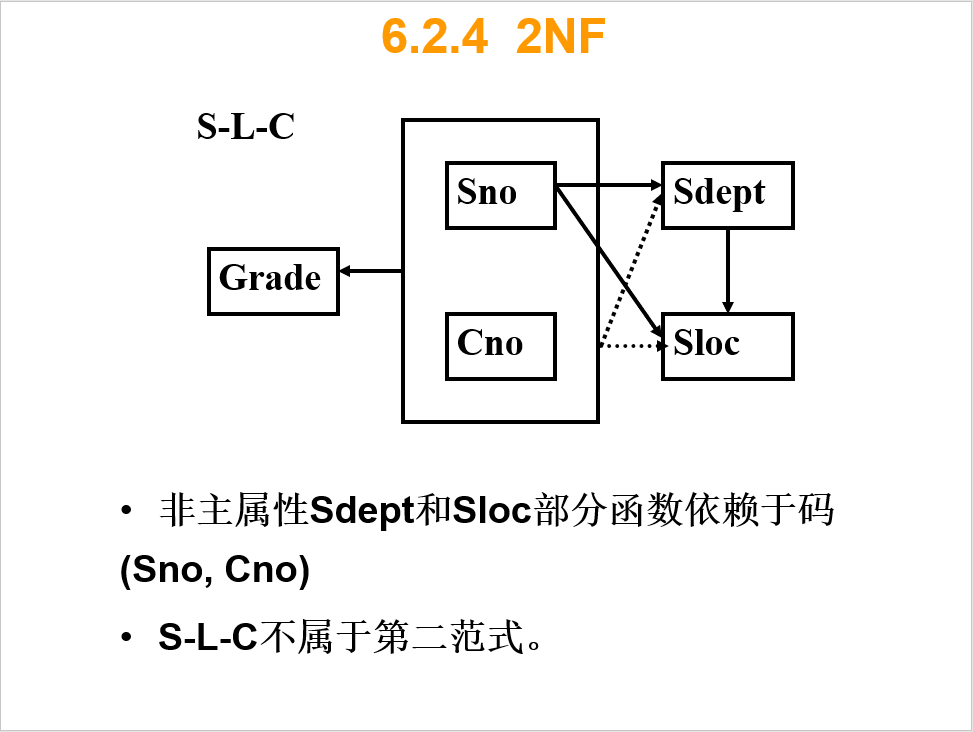 6.2.4 2NF
S-L-C
Sno
Sdept
Grade
Cno
Sloc
• 非主属性Sdept和Sloc部分函数依赖于码
(Sno, Cno)
• S-L-C不属于第二范式。